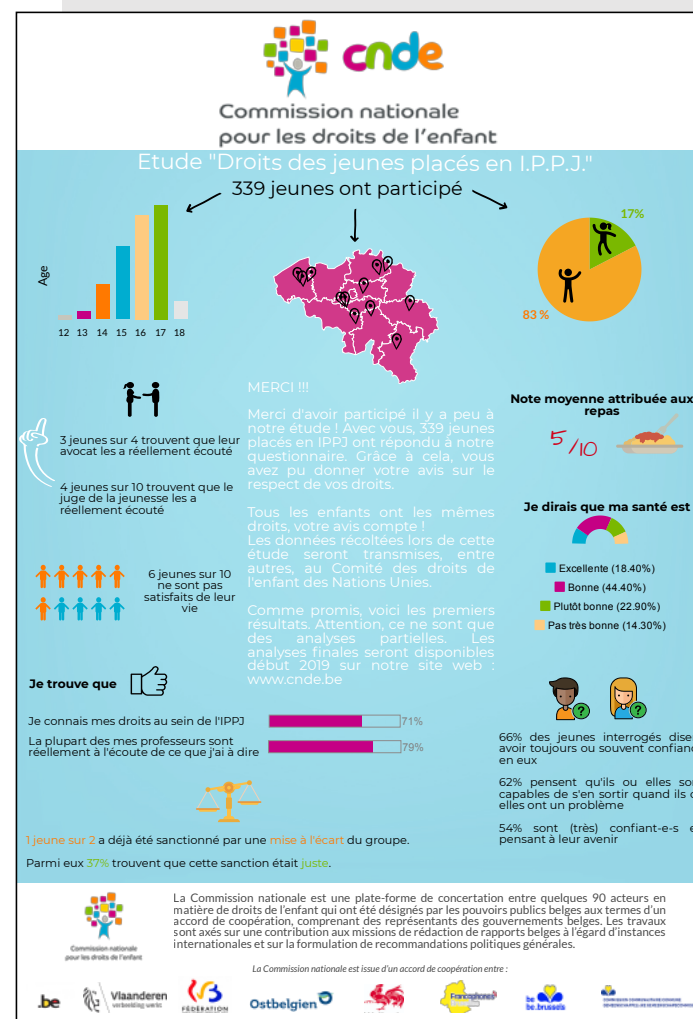 cnde
Commission nationale
pour les droits de l'enfant
Etude "Droits des jeunes placés en I.P.P.J."
339 jeunes ont participé
Age
12 13 14 15 16 17 18
17%
83 %
3 jeunes sur 4 trouvent que leur
avocat les a réellement écouté
4 jeunes sur 10 trouvent que le
juge de la jeunesse les a
réellement écouté
6 jeunes sur 10
ne sont pas
satisfaits de leur
vie
MERCI !!!
Merci d'avoir participé il y a peu à
notre étude ! Avec vous, 339 jeunes
placés en IPPJ ont répondu à notre
questionnaire. Grâce à cela, vous
avez pu donner votre avis sur le
respect de vos droits.
Tous les enfants ont les mêmes
droits, votre avis compte !
Les données récoltées lors de cette
étude seront transmises, entre
autres, au Comité des droits de
l'enfant des Nations Unies.
Comme promis, voici les premiers
résultats. Attention, ce ne sont que
des analyses partielles. Les
analyses finales seront disponibles
début 2019 sur notre site web :
www.cnde.be
Note moyenne attribuée aux
repas
5/10
Je dirais que ma santé est
Excellente (18.40%)
Bonne (44.40%)
Plutôt bonne (22.90%)
Pas très bonne (14.30%)
Je trouve que
Je connais mes droits au sein de l'IPPJ
71%
La plupart des mes professeurs sont
réellement à l'écoute de ce que j'ai à dire
79%
? ?
66% des jeunes interrogés
avoir toujours ou souvent
en eux
62% pensent qu'ils ou elles
capables de s'en sortir quand ils
elles ont un problème
54% sont (très) confiant-e-s
pensant à leur avenir
1 jeune sur 2 a déjà été sanctionné par une mise à l'écart du groupe.
Parmi eux 37% trouvent que cette sanction était juste.
Commission nationale
pour les droits de l'enfant
La Commission nationale est une plate-forme de concertation entre quelques 90 acteurs en
matière de droits de l'enfant qui ont été désignés par les pouvoirs publics belges aux termes d'un
accord de coopération, comprenant des représentants des gouvernements belges. Les travaux
sont axés sur une contribution aux missions de rédaction de rapports belges à l'égard d'instances
internationales et sur la formulation de recommandations politiques générales.
La Commission nationale est issue d'un accord de coopération entre :
.be
Vlaanderen
verbeelding werkt
FÉDÉRATION
Ostbelgien
Francophones
be
be.brussels